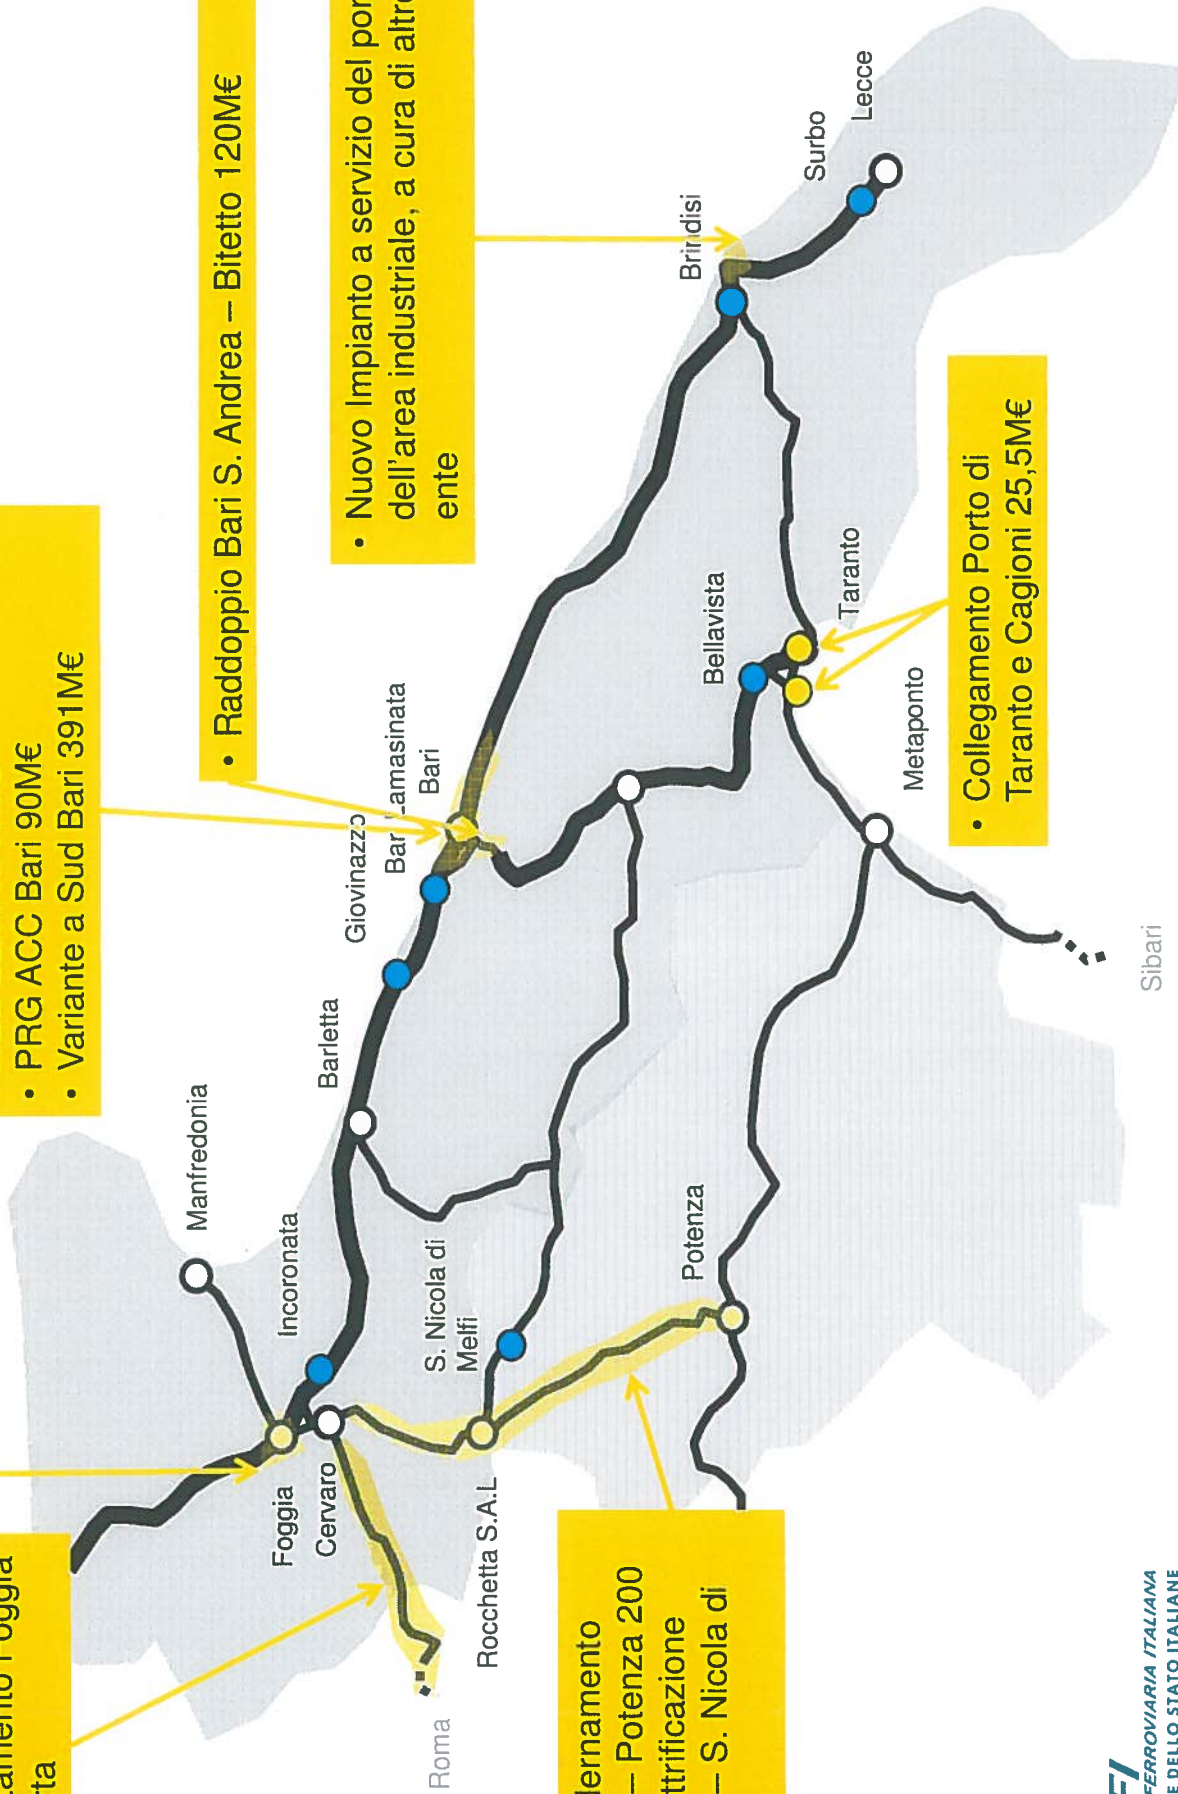 • PRG ACC Bari 90M€
• Variante a Sud Bari 391M€
• Raddoppio Bari S. Andrea – Bitetto 120M€
• Nuovo Impianto a servizio del
dell'area industriale, a cura di
ente
Manfredonia
Barletta
Giovinazzo
Lamasinata
Bari
Brindisi
Surbo
Lecce
Incoronata
Foggia
Cervaro
S. Nicola di
Melfi
Bellavista
Taranto
Rocchetta S.A.L
Potenza
Metaponto
Roma
Sibari
• Collegamento Porto di
Taranto e Cagioni 25,5M€
– Potenza 200
– S. Nicola di
FERROVIARIA ITALIANA
DELLO STATO ITALIANE